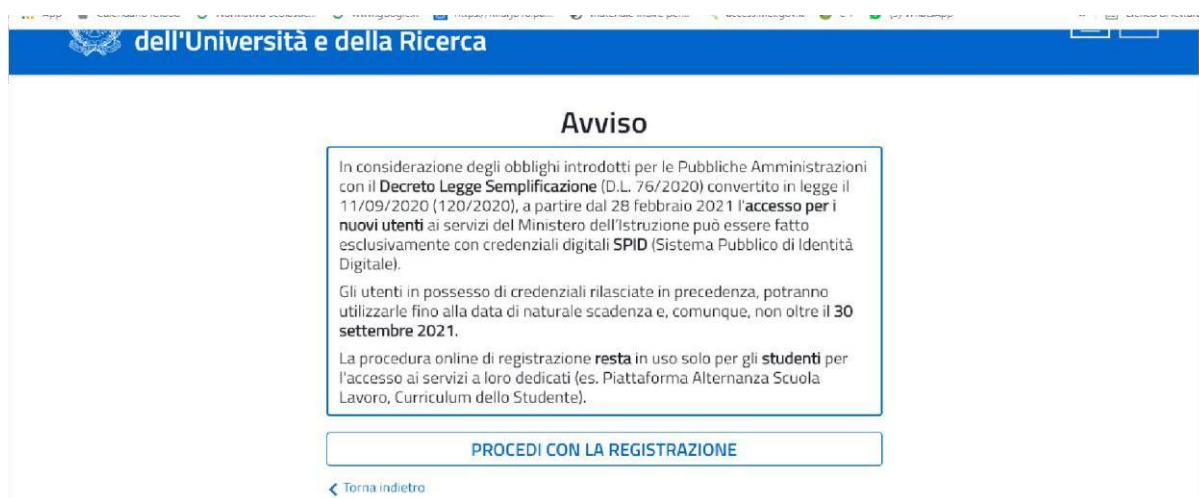 dell'Università e della Ricerca
Avviso
In considerazione degli obblighi introdotti per le Pubbliche Amministrazioni
con il Decreto Legge Semplificazione (D.L. 76/2020) convertito in legge il
11/09/2020 (120/2020), a partire dal 28 febbraio 2021 l'accesso per i
nuovi utenti ai servizi del Ministero dell'Istruzione può essere fatto
esclusivamente con credenziali digitali SPID (Sistema Pubblico di Identità
Digitale).
Gli utenti in possesso di credenziali rilasciate in precedenza, potranno
utilizzarle fino alla data di naturale scadenza e, comunque, non oltre il 30
settembre 2021.
La procedura online di registrazione resta in uso solo per gli studenti per
l'accesso ai servizi a loro dedicati (es. Piattaforma Alternanza Scuola
Lavoro, Curriculum dello Studente).
PROCEDI CON LA REGISTRAZIONE
Torna indietro